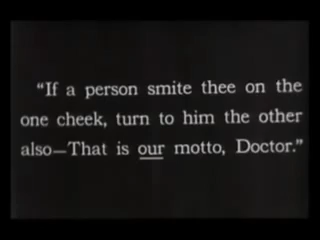 “If a person smite thee on the
one cheek, turn to him the other
also—That is our motto, Doctor.”